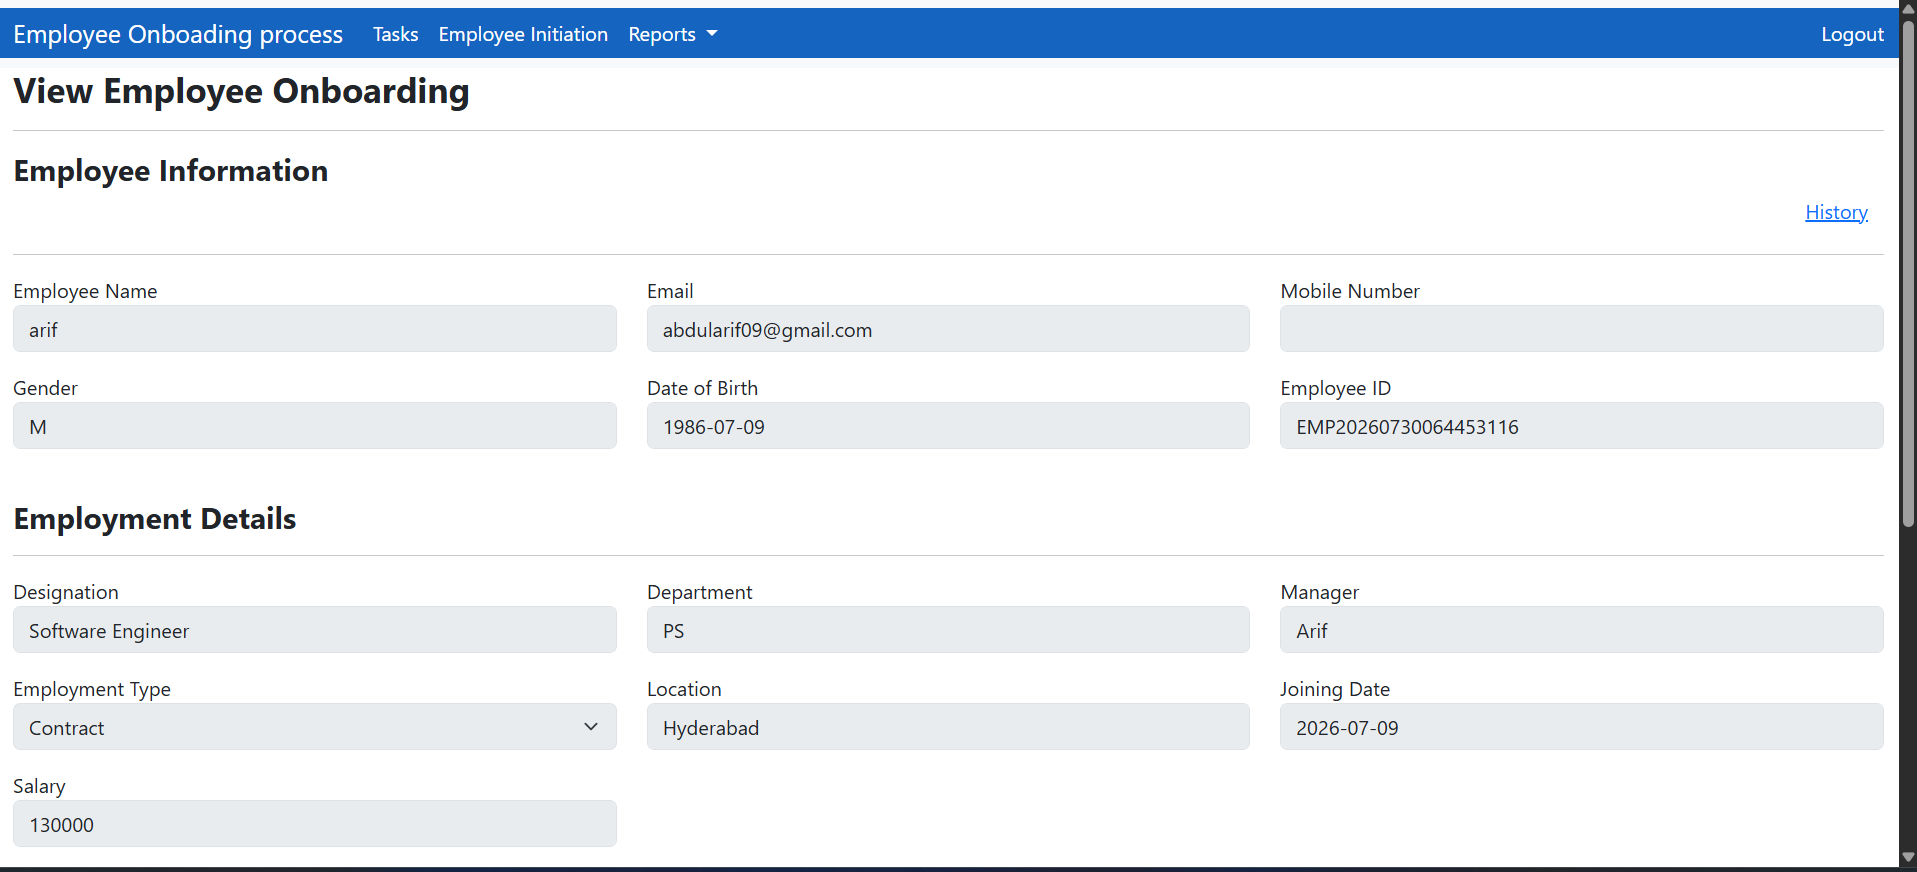 Employee Onboading process Tasks Employee Initiation Reports Logout
View Employee Onboarding
Employee Information
History
Employee Name Email Mobile Number
arif abdularif09@gmail.com
Gender Date of Birth Employee ID
M 1986-07-09 EMP20260730064453116
Employment Details
Designation Department Manager
Software Engineer PS Arif
Employment Type Location Joining Date
Contract Hyderabad 2026-07-09
Salary
130000